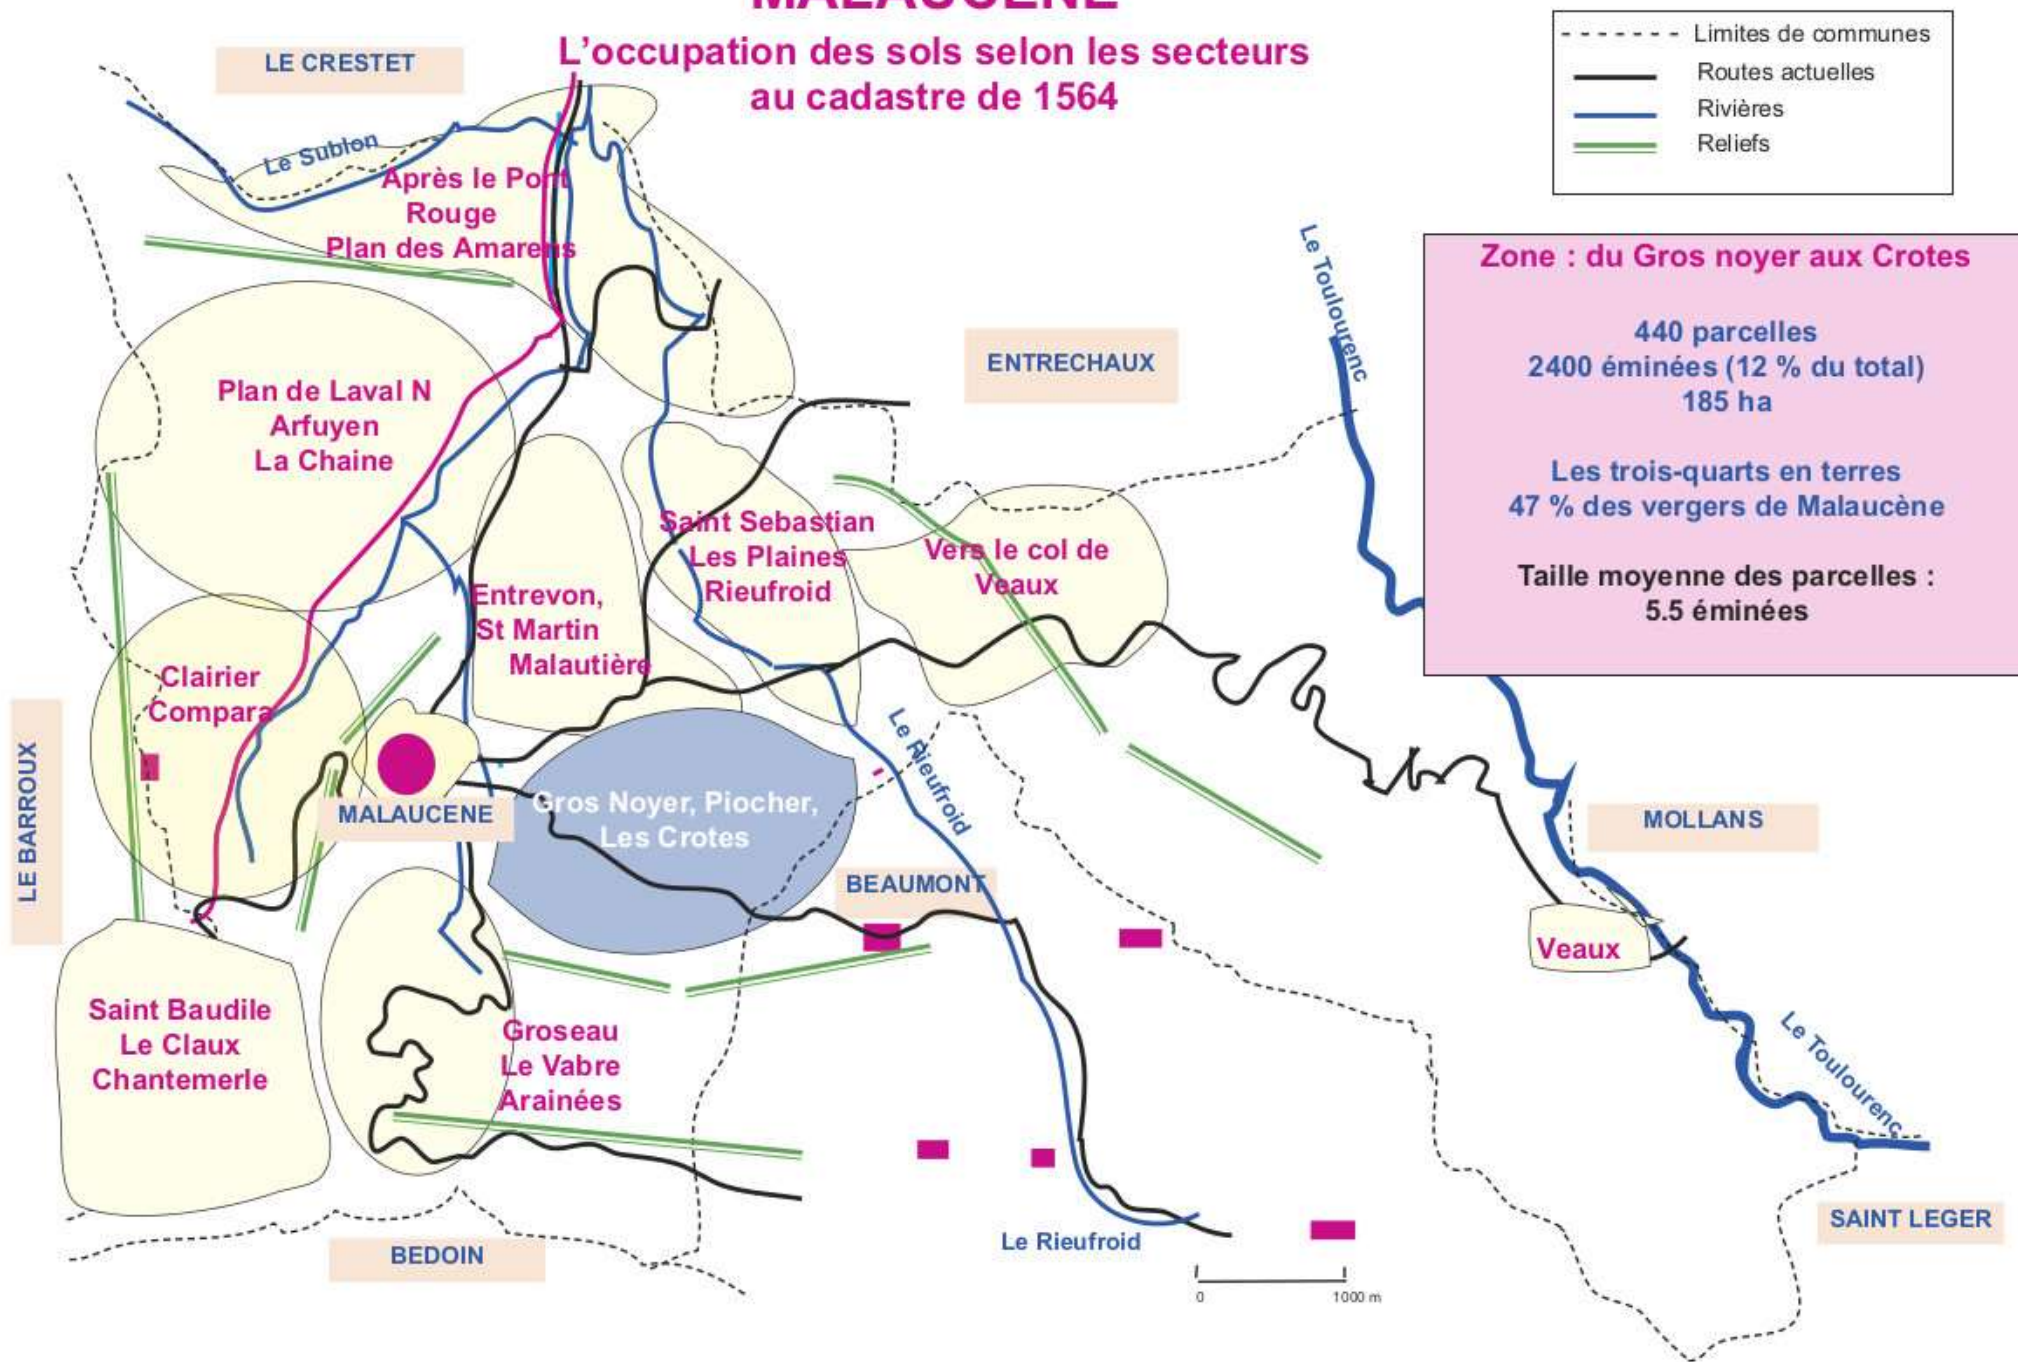 MALAUCENE
L'occupation des sols selon les secteurs
au cadastre de 1564
Limites de communes
Routes actuelles
Rivières
Reliefs
LE CRESTET
Le Sublon
Après le Pont
Rouge
Plan des Amarens
Le Toulourenc
Zone : du Gros noyer aux Crotes
440 parcelles
2400 éminées (12 % du total)
185 ha
Les trois-quarts en terres
47 % des vergers de Malaucène
Taille moyenne des parcelles :
5.5 éminées
ENTRECHAUX
Plan de Laval N
Arfuyen
La Chaine
Saint Sebastian
Les Plaines
Rieufroid
Vers le col de
Veaux
Entrevon,
St Martin
Malautière
Clairier
Compara
LE BARROUX
MALAUCENE
Gros Noyer, Piocher,
Les Crotes
Le Rieufroid
BEAUMONT
MOLLANS
Veaux
Saint Baudile
Le Claux
Chantemerle
Groseau
Le Vabre
Arainées
Le Toulourenc
SAINT LEGER
BEDOIN
Le Rieufroid
0 1000 m